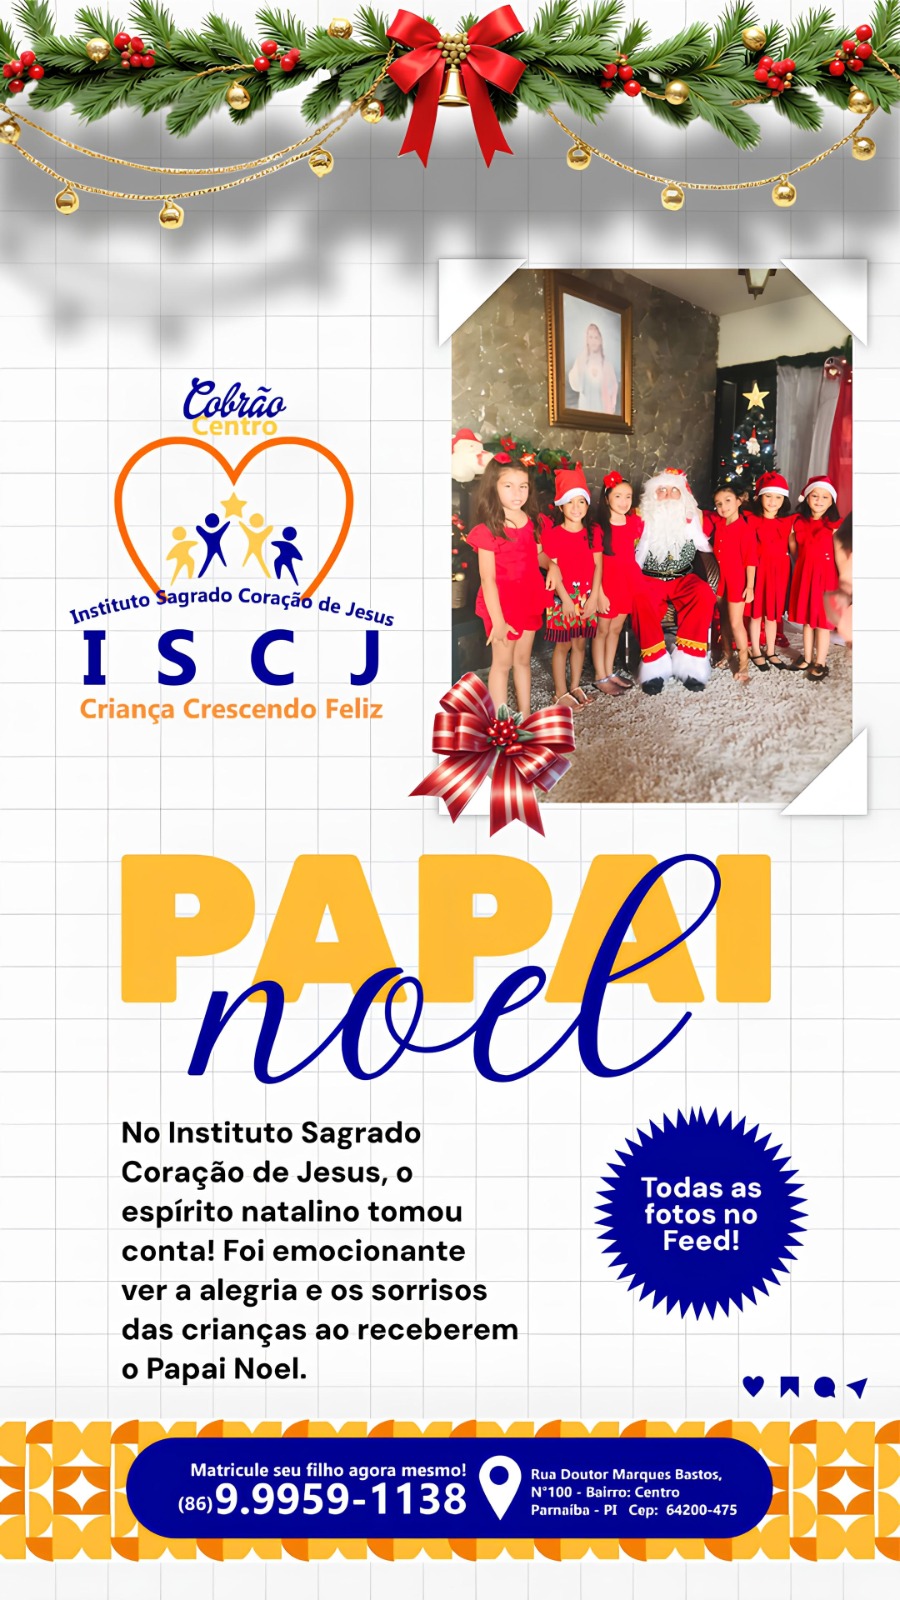 Cobrão
Centro
Instituto Sagrado Coração de Jesus
I S C J
Criança Crescendo Feliz
PAPAI
noel
No Instituto Sagrado
Coração de Jesus, o
espírito natalino tomou
conta! Foi emocionante
ver a alegria e os sorrisos
das crianças ao receberem
o Papai Noel.
Todas as
fotos no
Feed!
Matricule seu filho agora mesmo!
(86)9.9959-1138
Rua Doutor Marques Bastos,
N°100 - Bairro: Centro
Parnaíba - PI Cep: 64200-475